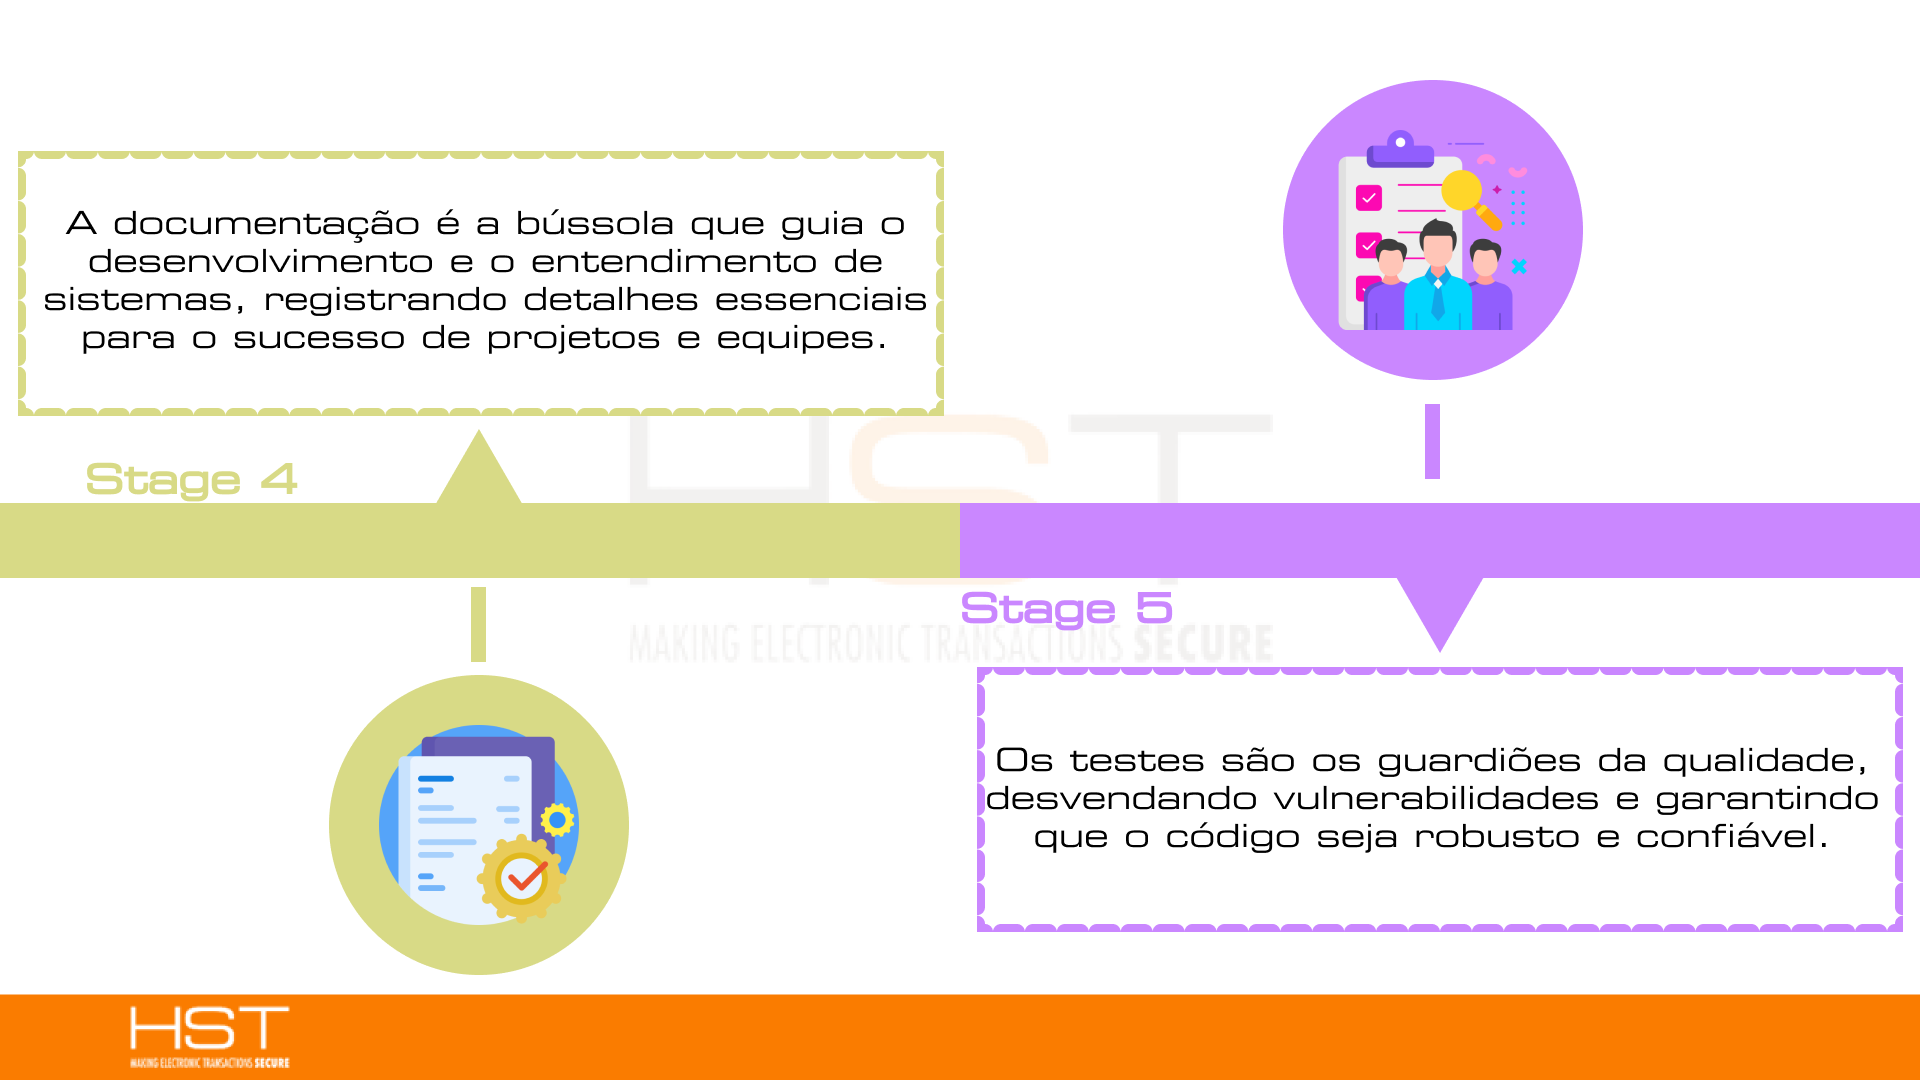 A documentação é a bússola que guia o
desenvolvimento e o entendimento de
sistemas, registrando detalhes essenciais
para o sucesso de projetos e equipes.
Stage 4
HST
MAKING ELECTRONIC TRANSACTIONS SECURE
Stage 5
Os testes são os guardiões da qualidade,
desvendando vulnerabilidades e garantindo
que o código seja robusto e confiável.
HST
MAKING ELECTRONIC TRANSACTIONS SECURE